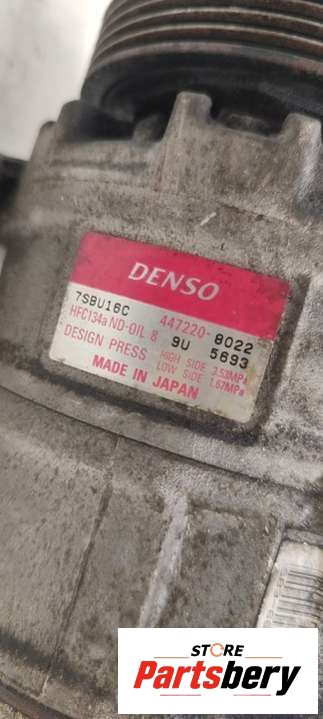 DENSO
7SBU16C 447220-8022
HFC134a ND-OIL 8 9U 5693
DESIGN PRESS HIGH SIDE 3.53MPa
LOW SIDE 1.67MPa
MADE IN JAPAN
STORE
Partsbery